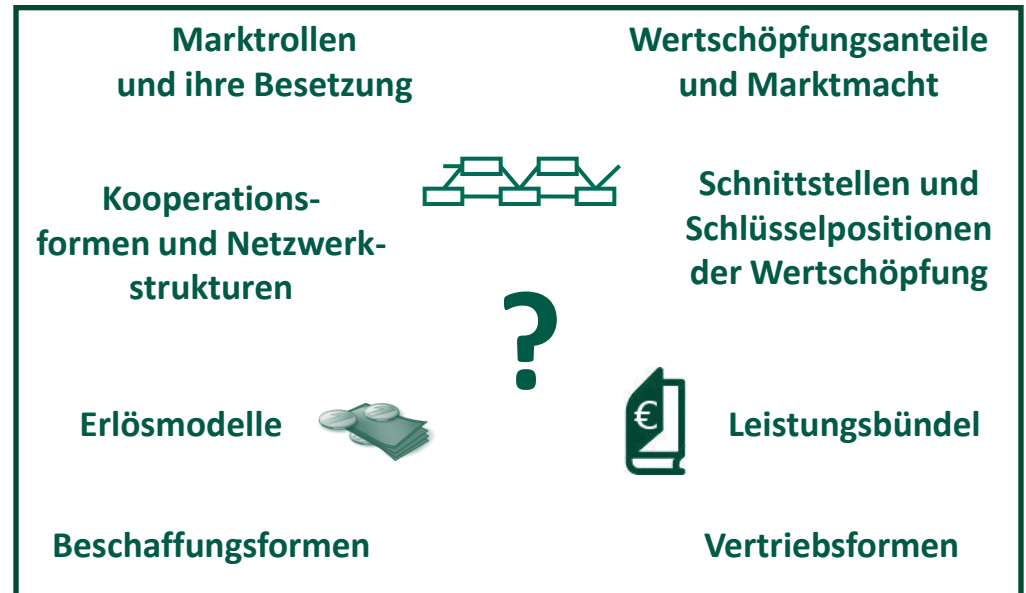 Marktrollen
und ihre Besetzung
Wertschöpfungsanteile
und Marktmacht
Kooperations-
formen und Netzwerk-
strukturen
Schnittstellen und
Schlüsselpositionen
der Wertschöpfung
?
Erlösmodelle
€
Leistungsbündel
Beschaffungsformen
Vertriebsformen